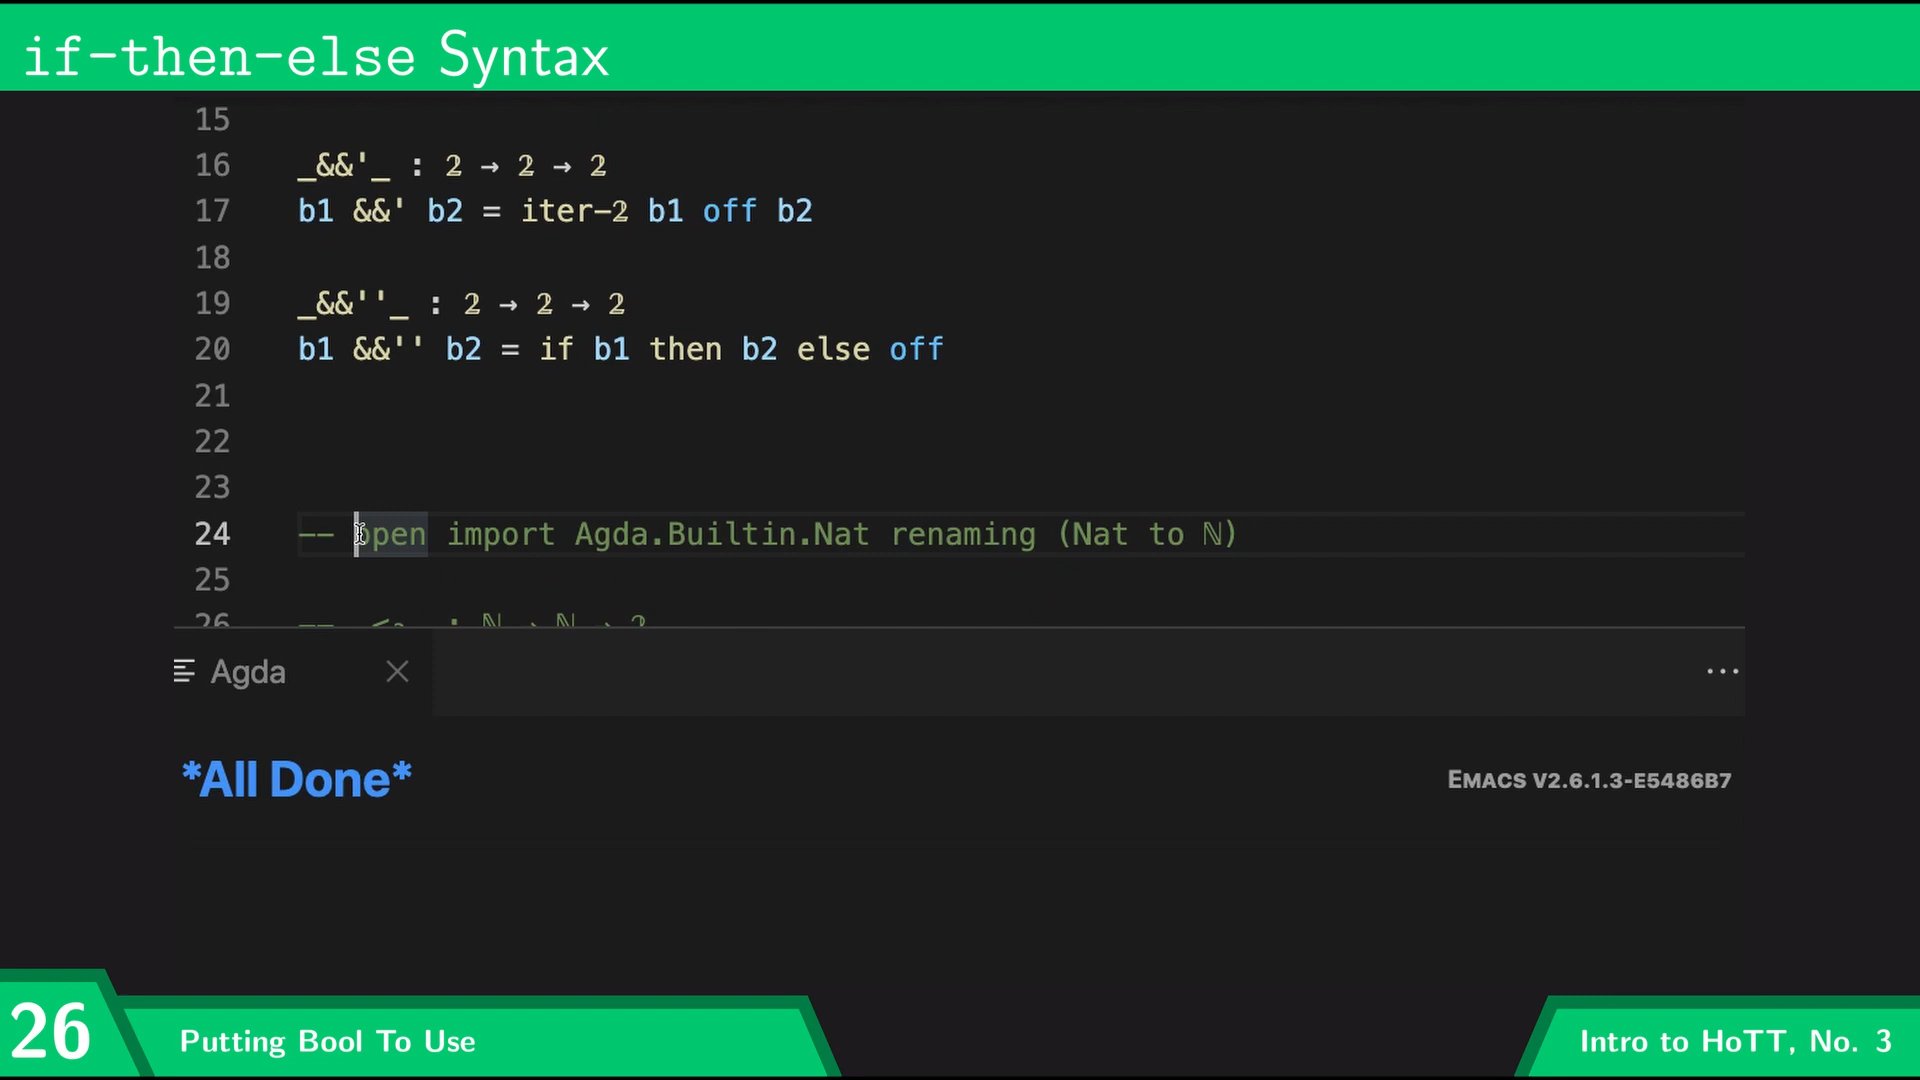 if-then-else Syntax
15
16 _&&'_ : 𝟚 → 𝟚 → 𝟚
17 b1 &&' b2 = iter-𝟚 b1 off b2
18
19 _&&''_ : 𝟚 → 𝟚 → 𝟚
20 b1 &&'' b2 = if b1 then b2 else off
21
22
23
24 -- open import Agda.Builtin.Nat renaming (Nat to ℕ)
25
26 -- : ℕ → ℕ → 𝟚
Agda
*All Done*
EMACS V2.6.1.3-E5486B7
26
Putting Bool To Use
Intro to HoTT, No. 3